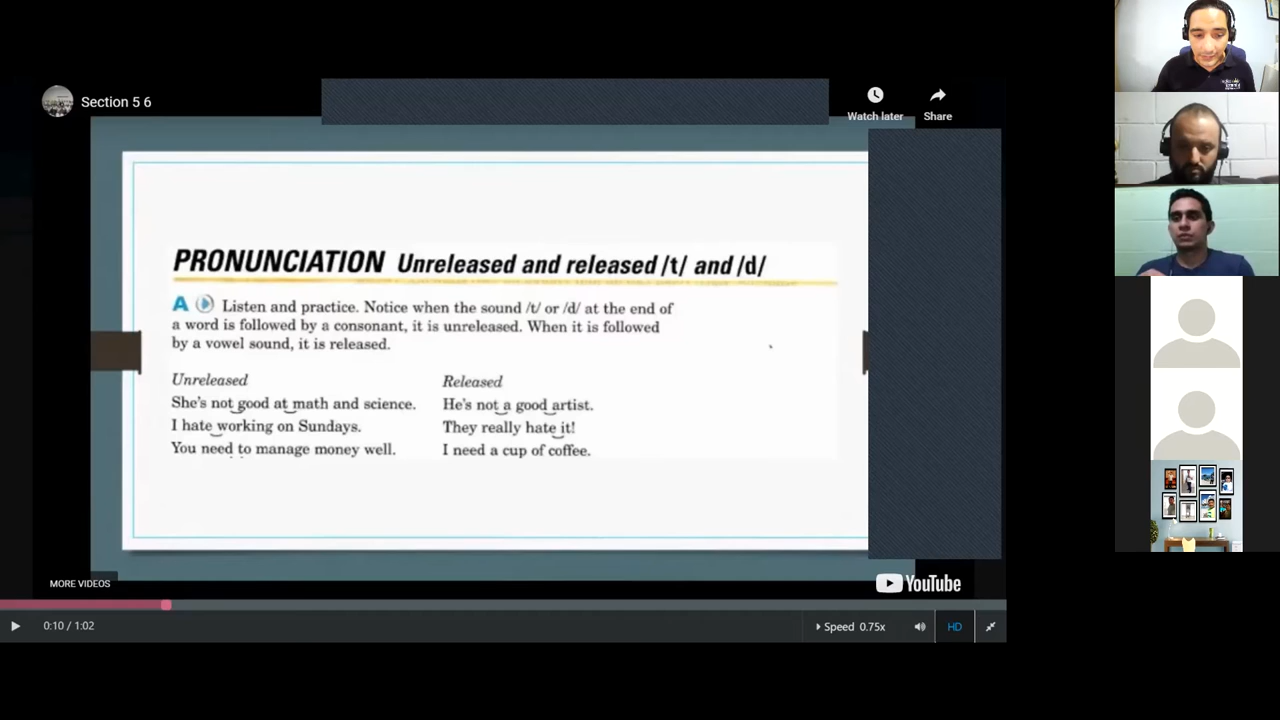 Section 5 6
Watch later
Share
PRONUNCIATION Unreleased and released /t/ and /d/
A Listen and practice. Notice when the sound /t/ or /d/ at the end of
a word is followed by a consonant, it is unreleased. When it is followed
by a vowel sound, it is released.
Unreleased
She's not good at math and science.
I hate working on Sundays.
You need to manage money well.
Released
He's not a good artist.
They really hate it!
I need a cup of coffee.
MORE VIDEOS
YouTube
0:10 / 1:02
Speed 0.75x
HD